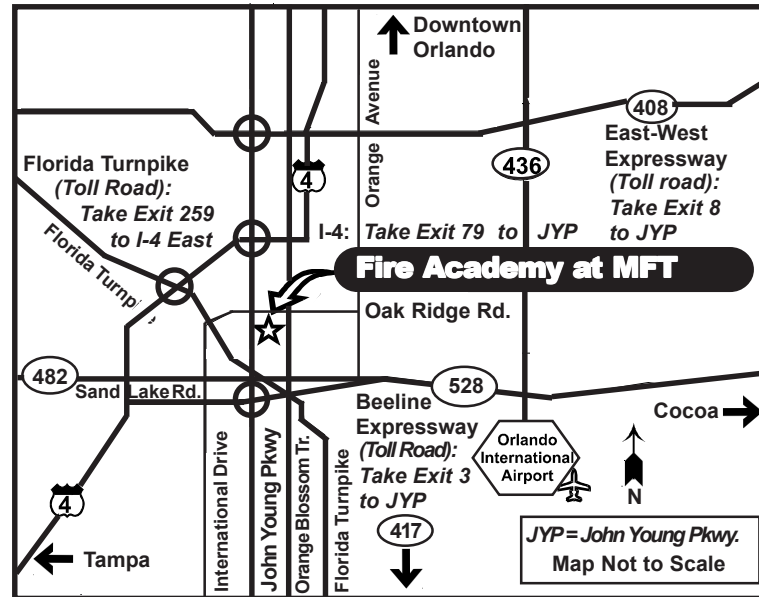 Downtown
Orlando
Orange Avenue
408
East-West
Expressway
(Toll road):
Take Exit 8
to JYP
436
4
Florida Turnpike
(Toll Road):
Take Exit 259
to I-4 East
Florida Turnpike
I-4: Take Exit 79 to JYP
Fire Academy at MFT
Oak Ridge Rd.
482
Sand Lake Rd.
528
Beeline
Expressway
(Toll Road):
Take Exit 3
to JYP
417
Cocoa
Orlando
International
Airport
N
International Drive
John Young Pkwy
Orange Blossom Tr.
Florida Turnpike
4
Tampa
JYP = John Young Pkwy.
Map Not to Scale